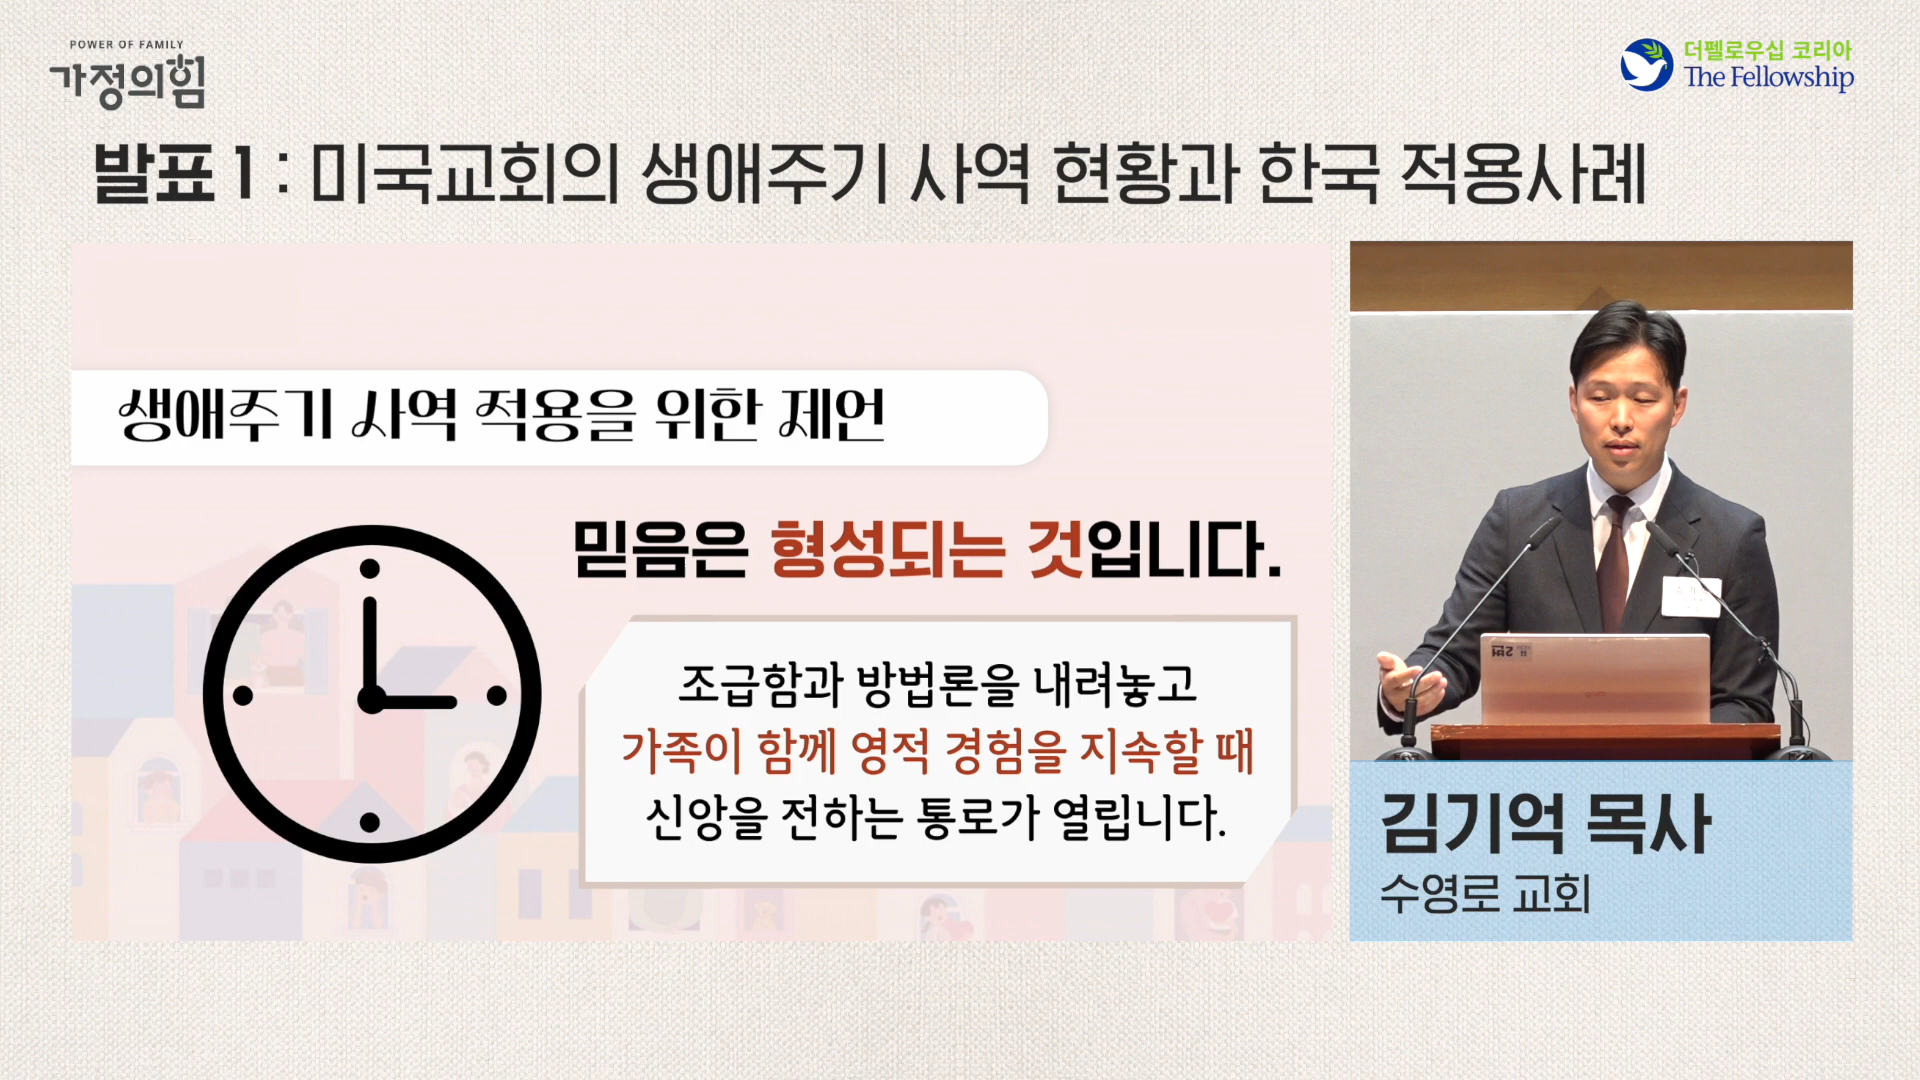 POWER OF FAMILY
가정의힘
더펠로우십 코리아
The Fellowship
발표 1 : 미국교회의 생애주기 사역 현황과 한국 적용사례
생애주기 사역 적용을 위한 제언
믿음은 형성되는 것입니다.
조급함과 방법론을 내려놓고
가족이 함께 영적 경험을 지속할 때
신앙을 전하는 통로가 열립니다.
김기억 목사
수영로 교회